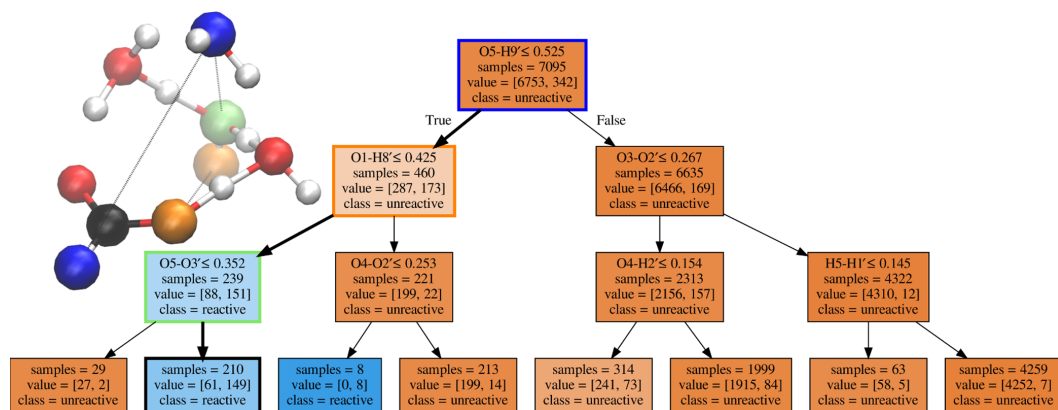 O5-H9′≤ 0.525
samples = 7095
value = [6753, 342]
class = unreactive
True
False
O1-H8′≤ 0.425
samples = 460
value = [287, 173]
class = unreactive
O3-O2′≤ 0.267
samples = 6635
value = [6466, 169]
class = unreactive
O5-O3′≤ 0.352
samples = 239
value = [88, 151]
class = reactive
O4-O2′≤ 0.253
samples = 221
value = [199, 22]
class = unreactive
O4-H2′≤ 0.154
samples = 2313
value = [2156, 157]
class = unreactive
H5-H1′≤ 0.145
samples = 4322
value = [4310, 12]
class = unreactive
samples = 29
value = [27, 2]
class = unreactive
samples = 210
value = [61, 149]
class = reactive
samples = 8
value = [0, 8]
class = reactive
samples = 213
value = [199, 14]
class = unreactive
samples = 314
value = [241, 73]
class = unreactive
samples = 1999
value = [1915, 84]
class = unreactive
samples = 63
value = [58, 5]
class = unreactive
samples = 4259
value = [4252, 7]
class = unreactive